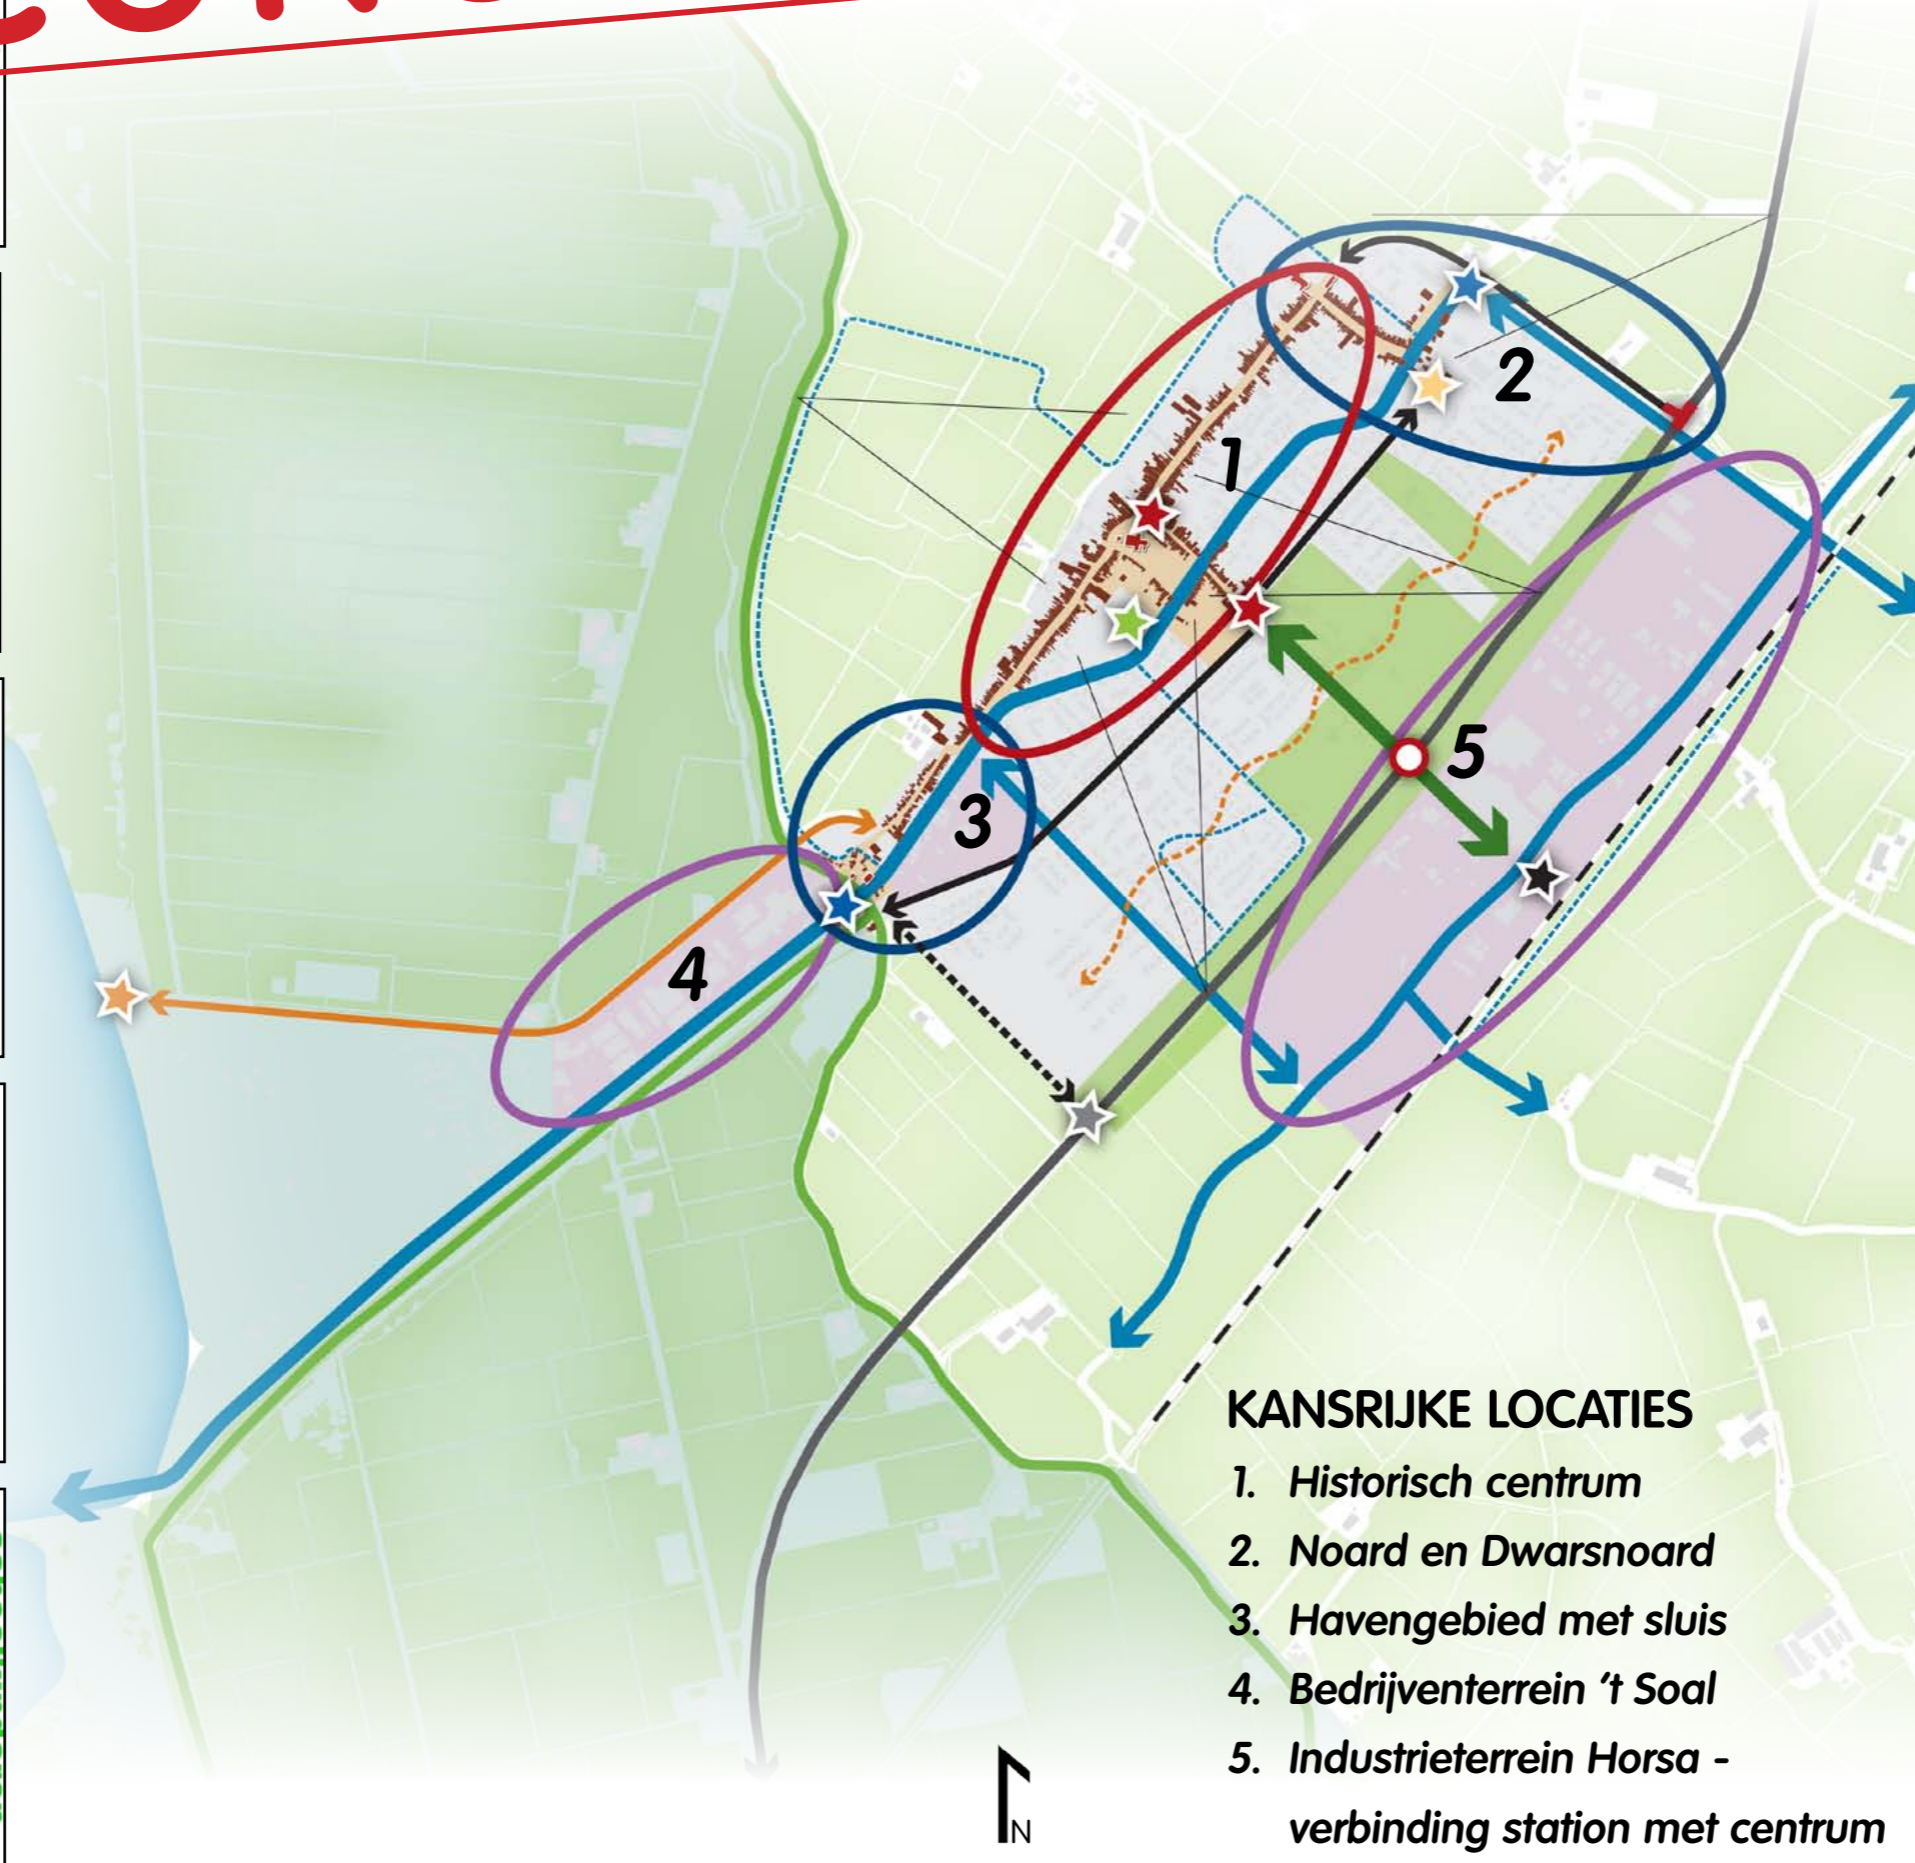 1
2
3
4
5
KANSRIJKE LOCATIES
1. Historisch centrum
2. Noard en Dwarsnoard
3. Havengebied met sluis
4. Bedrijventerrein ‘t Soal
5. Industrieterrein Horsa -
verbinding station met centrum
N